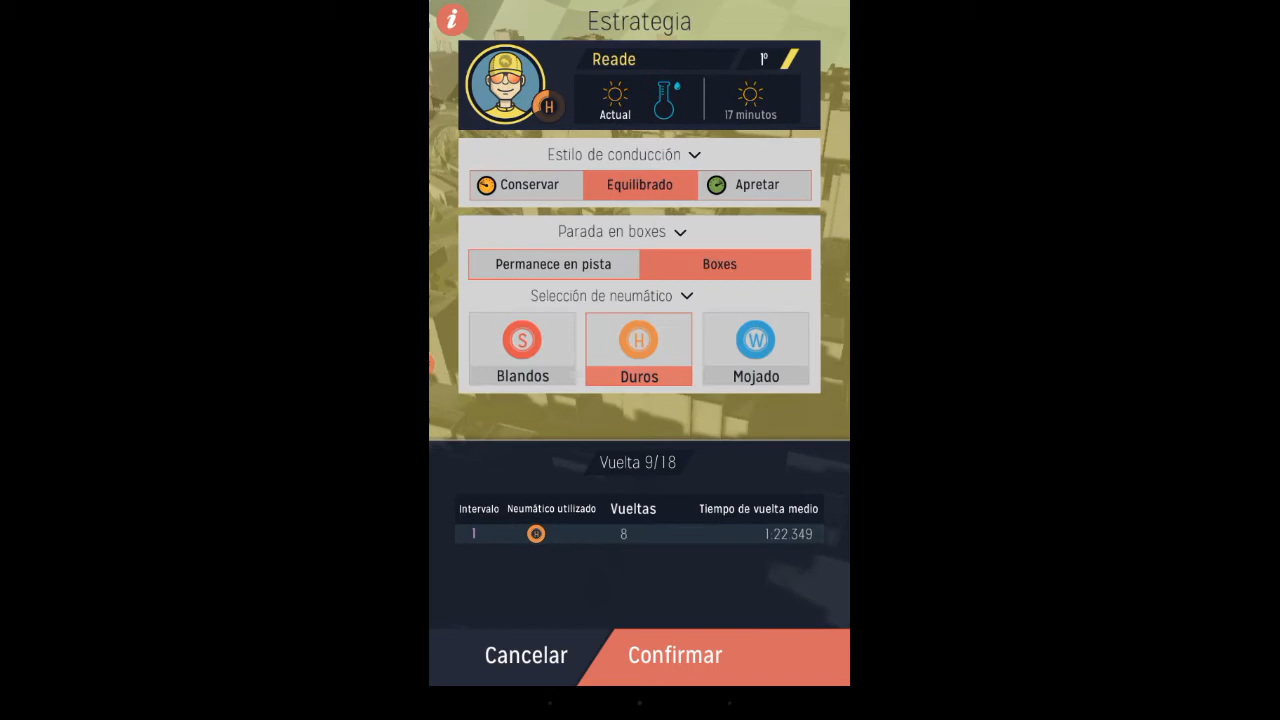 i
Estrategia
Reade
1º
H
Actual
17 minutos
Estilo de conducción
Conservar
Equilibrado
Apretar
Parada en boxes
Permanece en pista
Boxes
Selección de neumático
S
H
W
Blandos
Duros
Mojado
Vuelta 9/18
Intervalo Neumático utilizado Vueltas Tiempo de vuelta medio
1 H 8 1:22.349
Cancelar
Confirmar